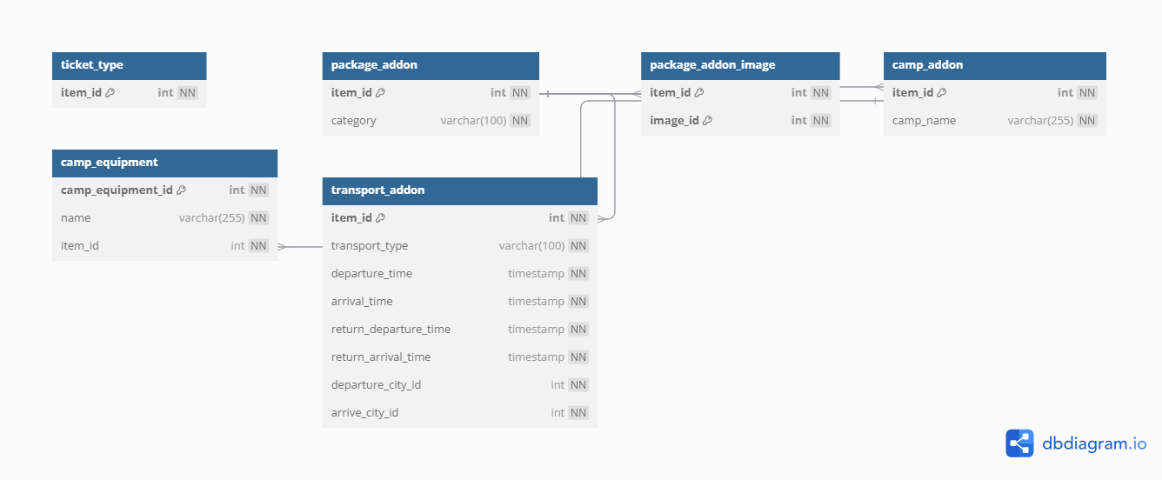 ticket_type
item_id int NN
package_addon
item_id int NN
category varchar(100) NN
package_addon_image
item_id int NN
image_id int NN
camp_addon
item_id int NN
camp_name varchar(255) NN
camp_equipment
camp_equipment_id int NN
name varchar(255) NN
item_id int NN
transport_addon
item_id int NN
transport_type varchar(100) NN
departure_time timestamp NN
arrival_time timestamp NN
return_departure_time timestamp NN
return_arrival_time timestamp NN
departure_city_id int NN
arrive_city_id int NN
dbdiagram.io